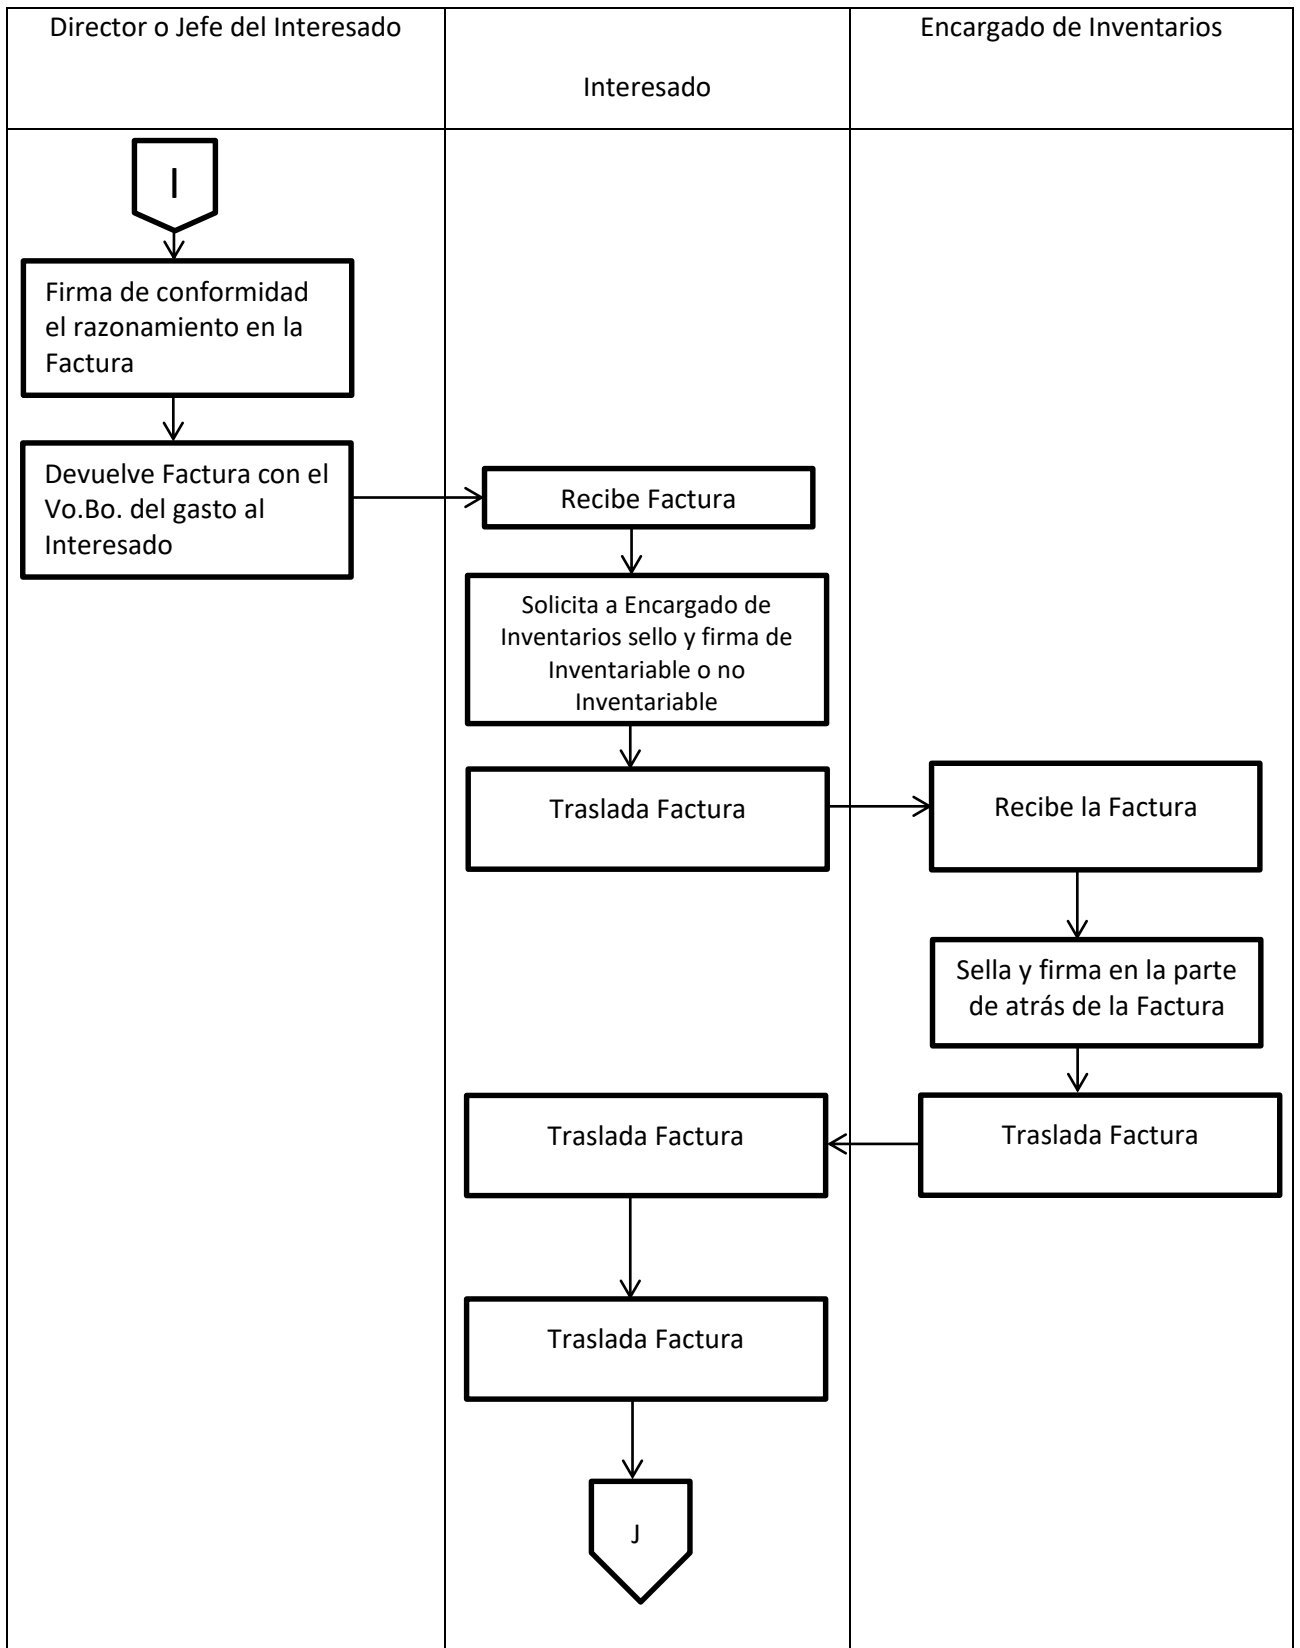 Director o Jefe del Interesado
Interesado
Encargado de Inventarios
I
Firma de conformidad
el razonamiento en la
Factura
Devuelve Factura con el
Vo.Bo. del gasto al
Interesado
Recibe Factura
Solicita a Encargado de
Inventarios sello y firma de
Inventariable o no
Inventariable
Traslada Factura
Recibe la Factura
Sella y firma en la parte
de atrás de la Factura
Traslada Factura
Traslada Factura
Traslada Factura
J